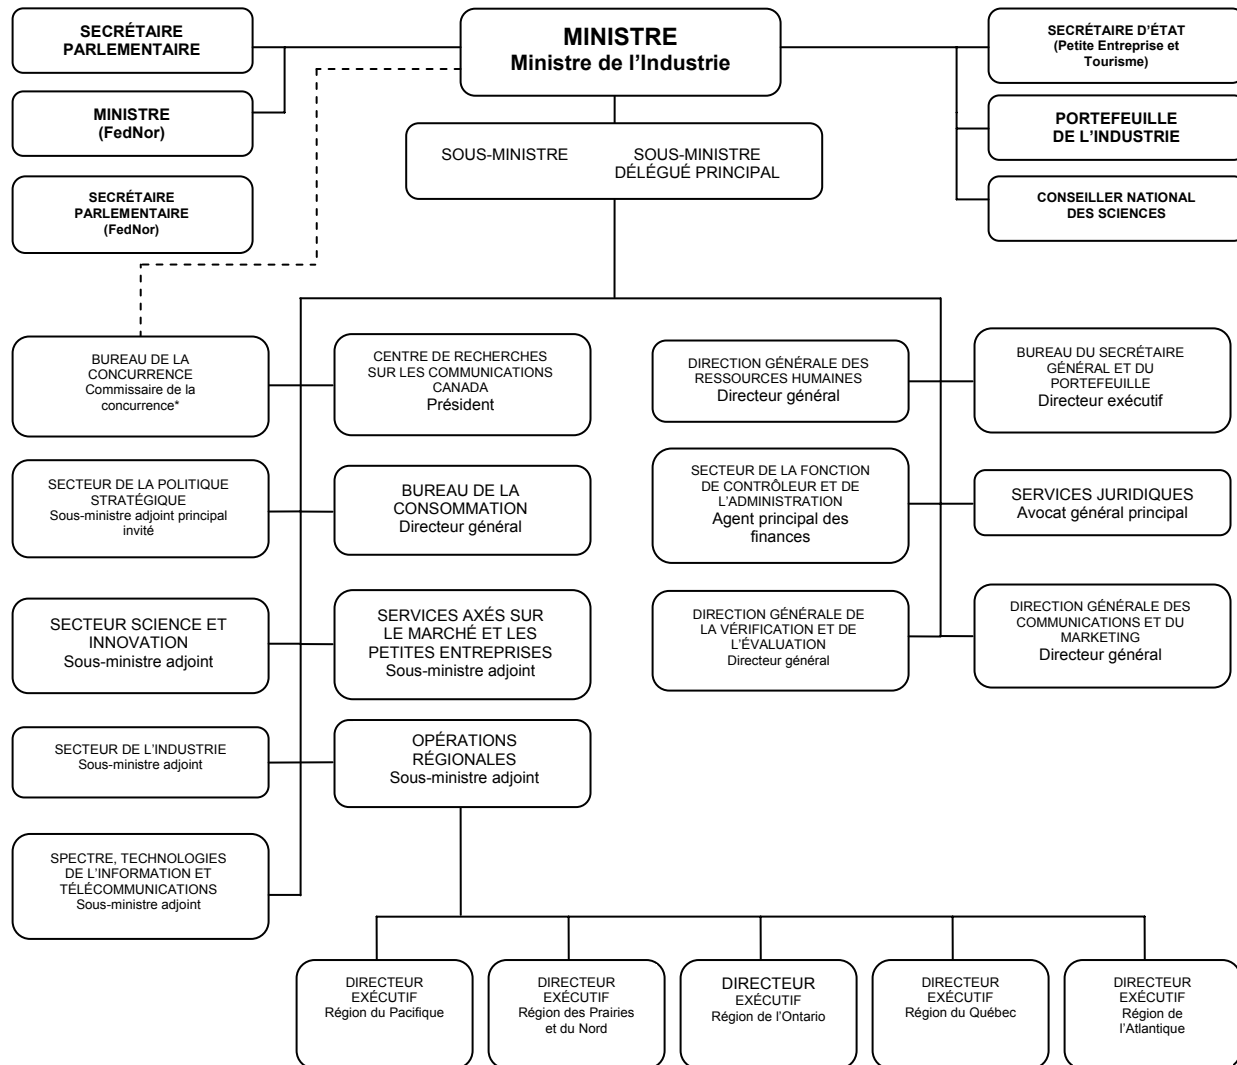 SECRÉTAIRE
PARLEMENTAIRE
MINISTRE
Ministre de l'Industrie
SECRÉTAIRE D'ÉTAT
(Petite Entreprise et
Tourisme)
MINISTRE
(FedNor)
PORTEFEUILLE
DE L'INDUSTRIE
SOUS-MINISTRE
SOUS-MINISTRE
DÉLÉGUÉ PRINCIPAL
SECRÉTAIRE
PARLEMENTAIRE
(FedNor)
CONSEILLER NATIONAL
DES SCIENCES
BUREAU DE LA
CONCURRENCE
Commissaire de la
concurrence*
CENTRE DE RECHERCHES
SUR LES COMMUNICATIONS
CANADA
Président
DIRECTION GÉNÉRALE DES
RESSOURCES HUMAINES
Directeur général
BUREAU DU SECRÉTAIRE
GÉNÉRAL ET DU
PORTEFEUILLE
Directeur exécutif
SECTEUR DE LA POLITIQUE
STRATÉGIQUE
Sous-ministre adjoint principal
invité
BUREAU DE LA
CONSOMMATION
Directeur général
SECTEUR DE LA FONCTION
DE CONTRÔLEUR ET DE
L'ADMINISTRATION
Agent principal des
finances
SERVICES JURIDIQUES
Avocat général principal
SECTEUR SCIENCE ET
INNOVATION
Sous-ministre adjoint
SERVICES AXÉS SUR
LE MARCHÉ ET LES
PETITES ENTREPRISES
Sous-ministre adjoint
DIRECTION GÉNÉRALE DE
LA VÉRIFICATION ET DE
L'ÉVALUATION
Directeur général
DIRECTION GÉNÉRALE DES
COMMUNICATIONS ET DU
MARKETING
Directeur général
SECTEUR DE L'INDUSTRIE
Sous-ministre adjoint
OPÉRATIONS
RÉGIONALES
Sous-ministre adjoint
SPECTRE, TECHNOLOGIES
DE L'INFORMATION ET
TÉLÉCOMMUNICATIONS
Sous-ministre adjoint
DIRECTEUR
EXÉCUTIF
Région du Pacifique
DIRECTEUR
EXÉCUTIF
Région des Prairies
et du Nord
DIRECTEUR
EXÉCUTIF
Région de l'Ontario
DIRECTEUR
EXÉCUTIF
Région du Québec
DIRECTEUR
EXÉCUTIF
Région de
l'Atlantique